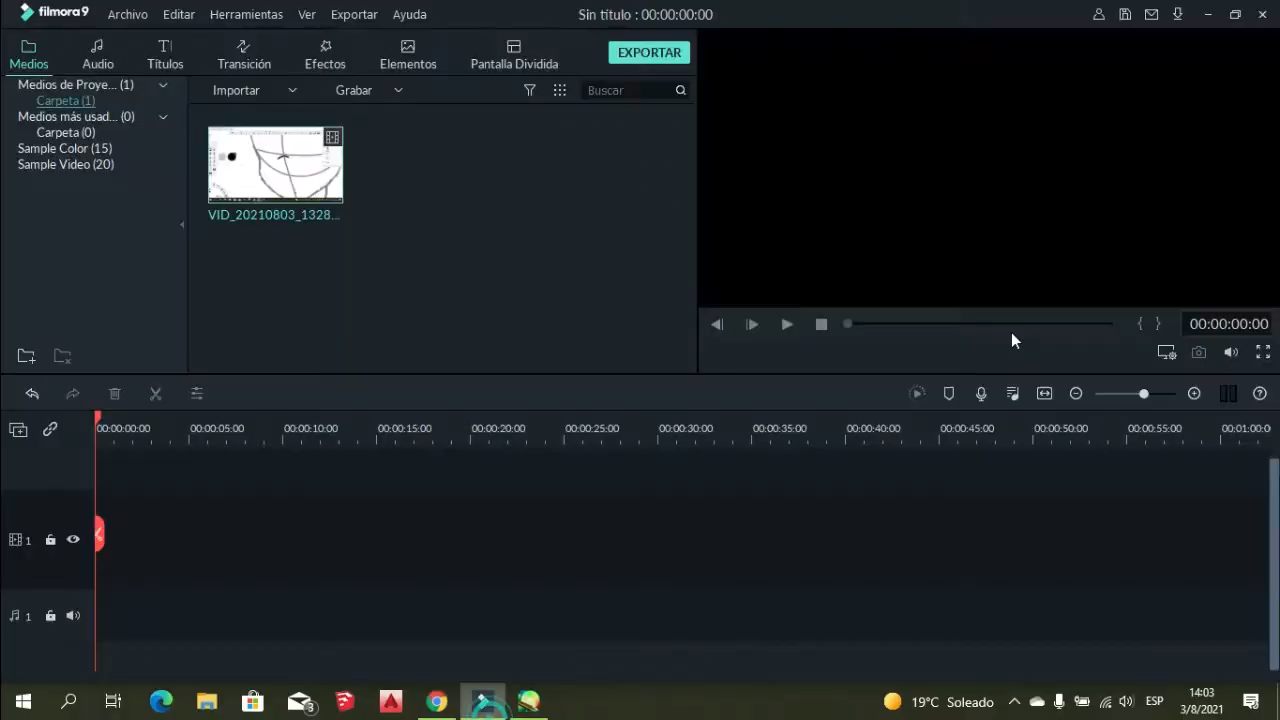 filmora9 Archivo Editar Herramientas Ver Exportar Ayuda Sin título : 00:00:00:00
Medios Audio Títulos Transición Efectos Elementos Pantalla Dividida EXPORTAR
Medios de Proye... (1)
Carpeta (1)
Medios más usad... (0)
Carpeta (0)
Sample Color (15)
Sample Video (20)
Importar Grabar Buscar
VID_20210803_1328...
00:00:00:00
00:00:00:00 00:00:05:00 00:00:10:00 00:00:15:00 00:00:20:00 00:00:25:00 00:00:30:00 00:00:35:00 00:00:40:00 00:00:45:00 00:00:50:00 00:00:55:00 00:01:00:0
1
1
3 19°C Soleado ESP 14:03
3/8/2021